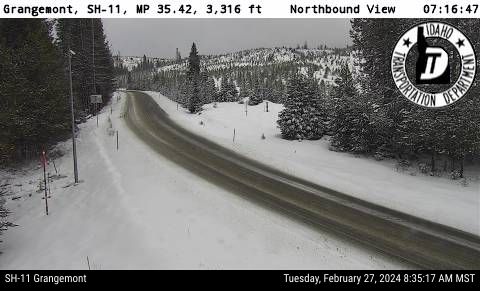 Grangemont, SH-11, MP 35.42, 3,316 ft Northbound View 07:16:47
IDAHO
TRANSPORTATION DEPARTMENT
SH-11 Grangemont Tuesday, February 27, 2024 8:35:17 AM MST